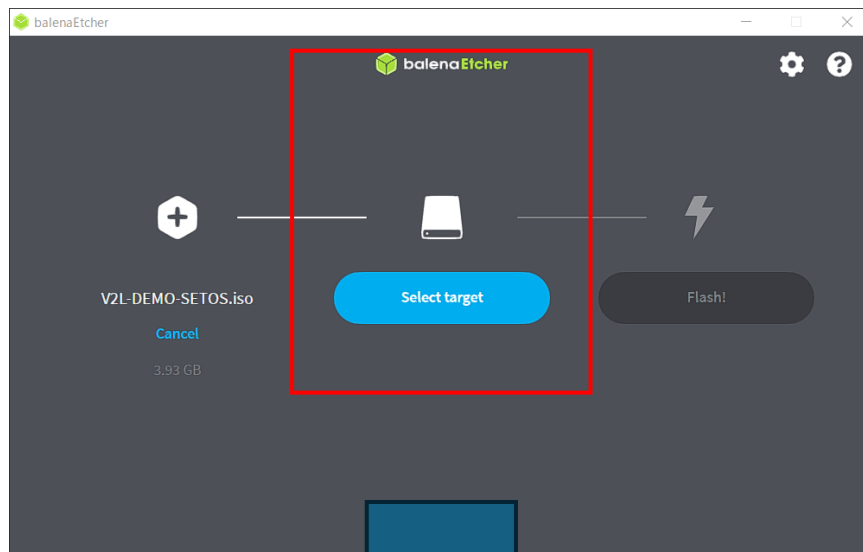 balenaEtcher
balenaEtcher
V2L-DEMO-SETOS.iso
Cancel
3.93 GB
Select target
Flash!